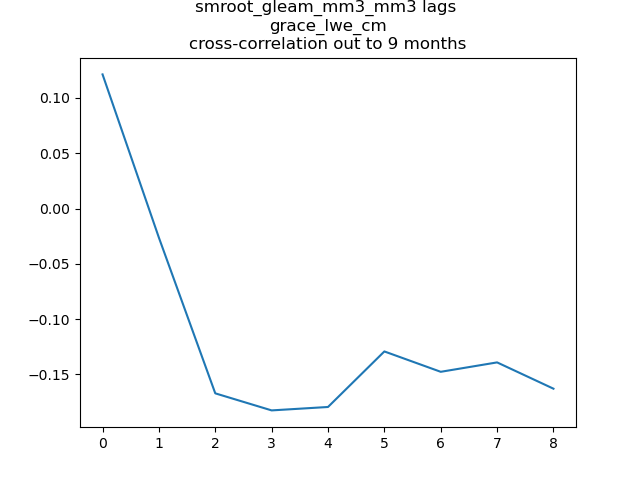 smroot_gleam_mm3_mm3 lags
grace_lwe_cm
cross-correlation out to 9 months
0.10
0.05
0.00
−0.05
−0.10
−0.15
0 1 2 3 4 5 6 7 8